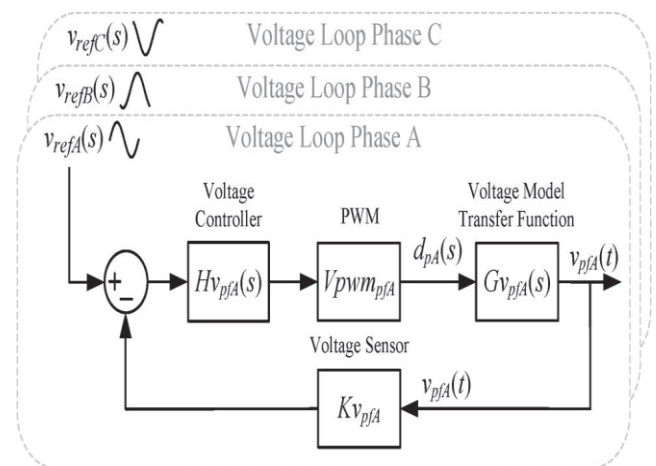 v_refC(s) Voltage Loop Phase C
v_refB(s) Voltage Loop Phase B
v_refA(s) Voltage Loop Phase A
Voltage
Controller
PWM
Voltage Model
Transfer Function
d_pA(s)
v_pfA(t)
+
−
Hv_pfA(s)
Vpwm_pfA
Gv_pfA(s)
Voltage Sensor
Kv_pfA
v_pfA(t)